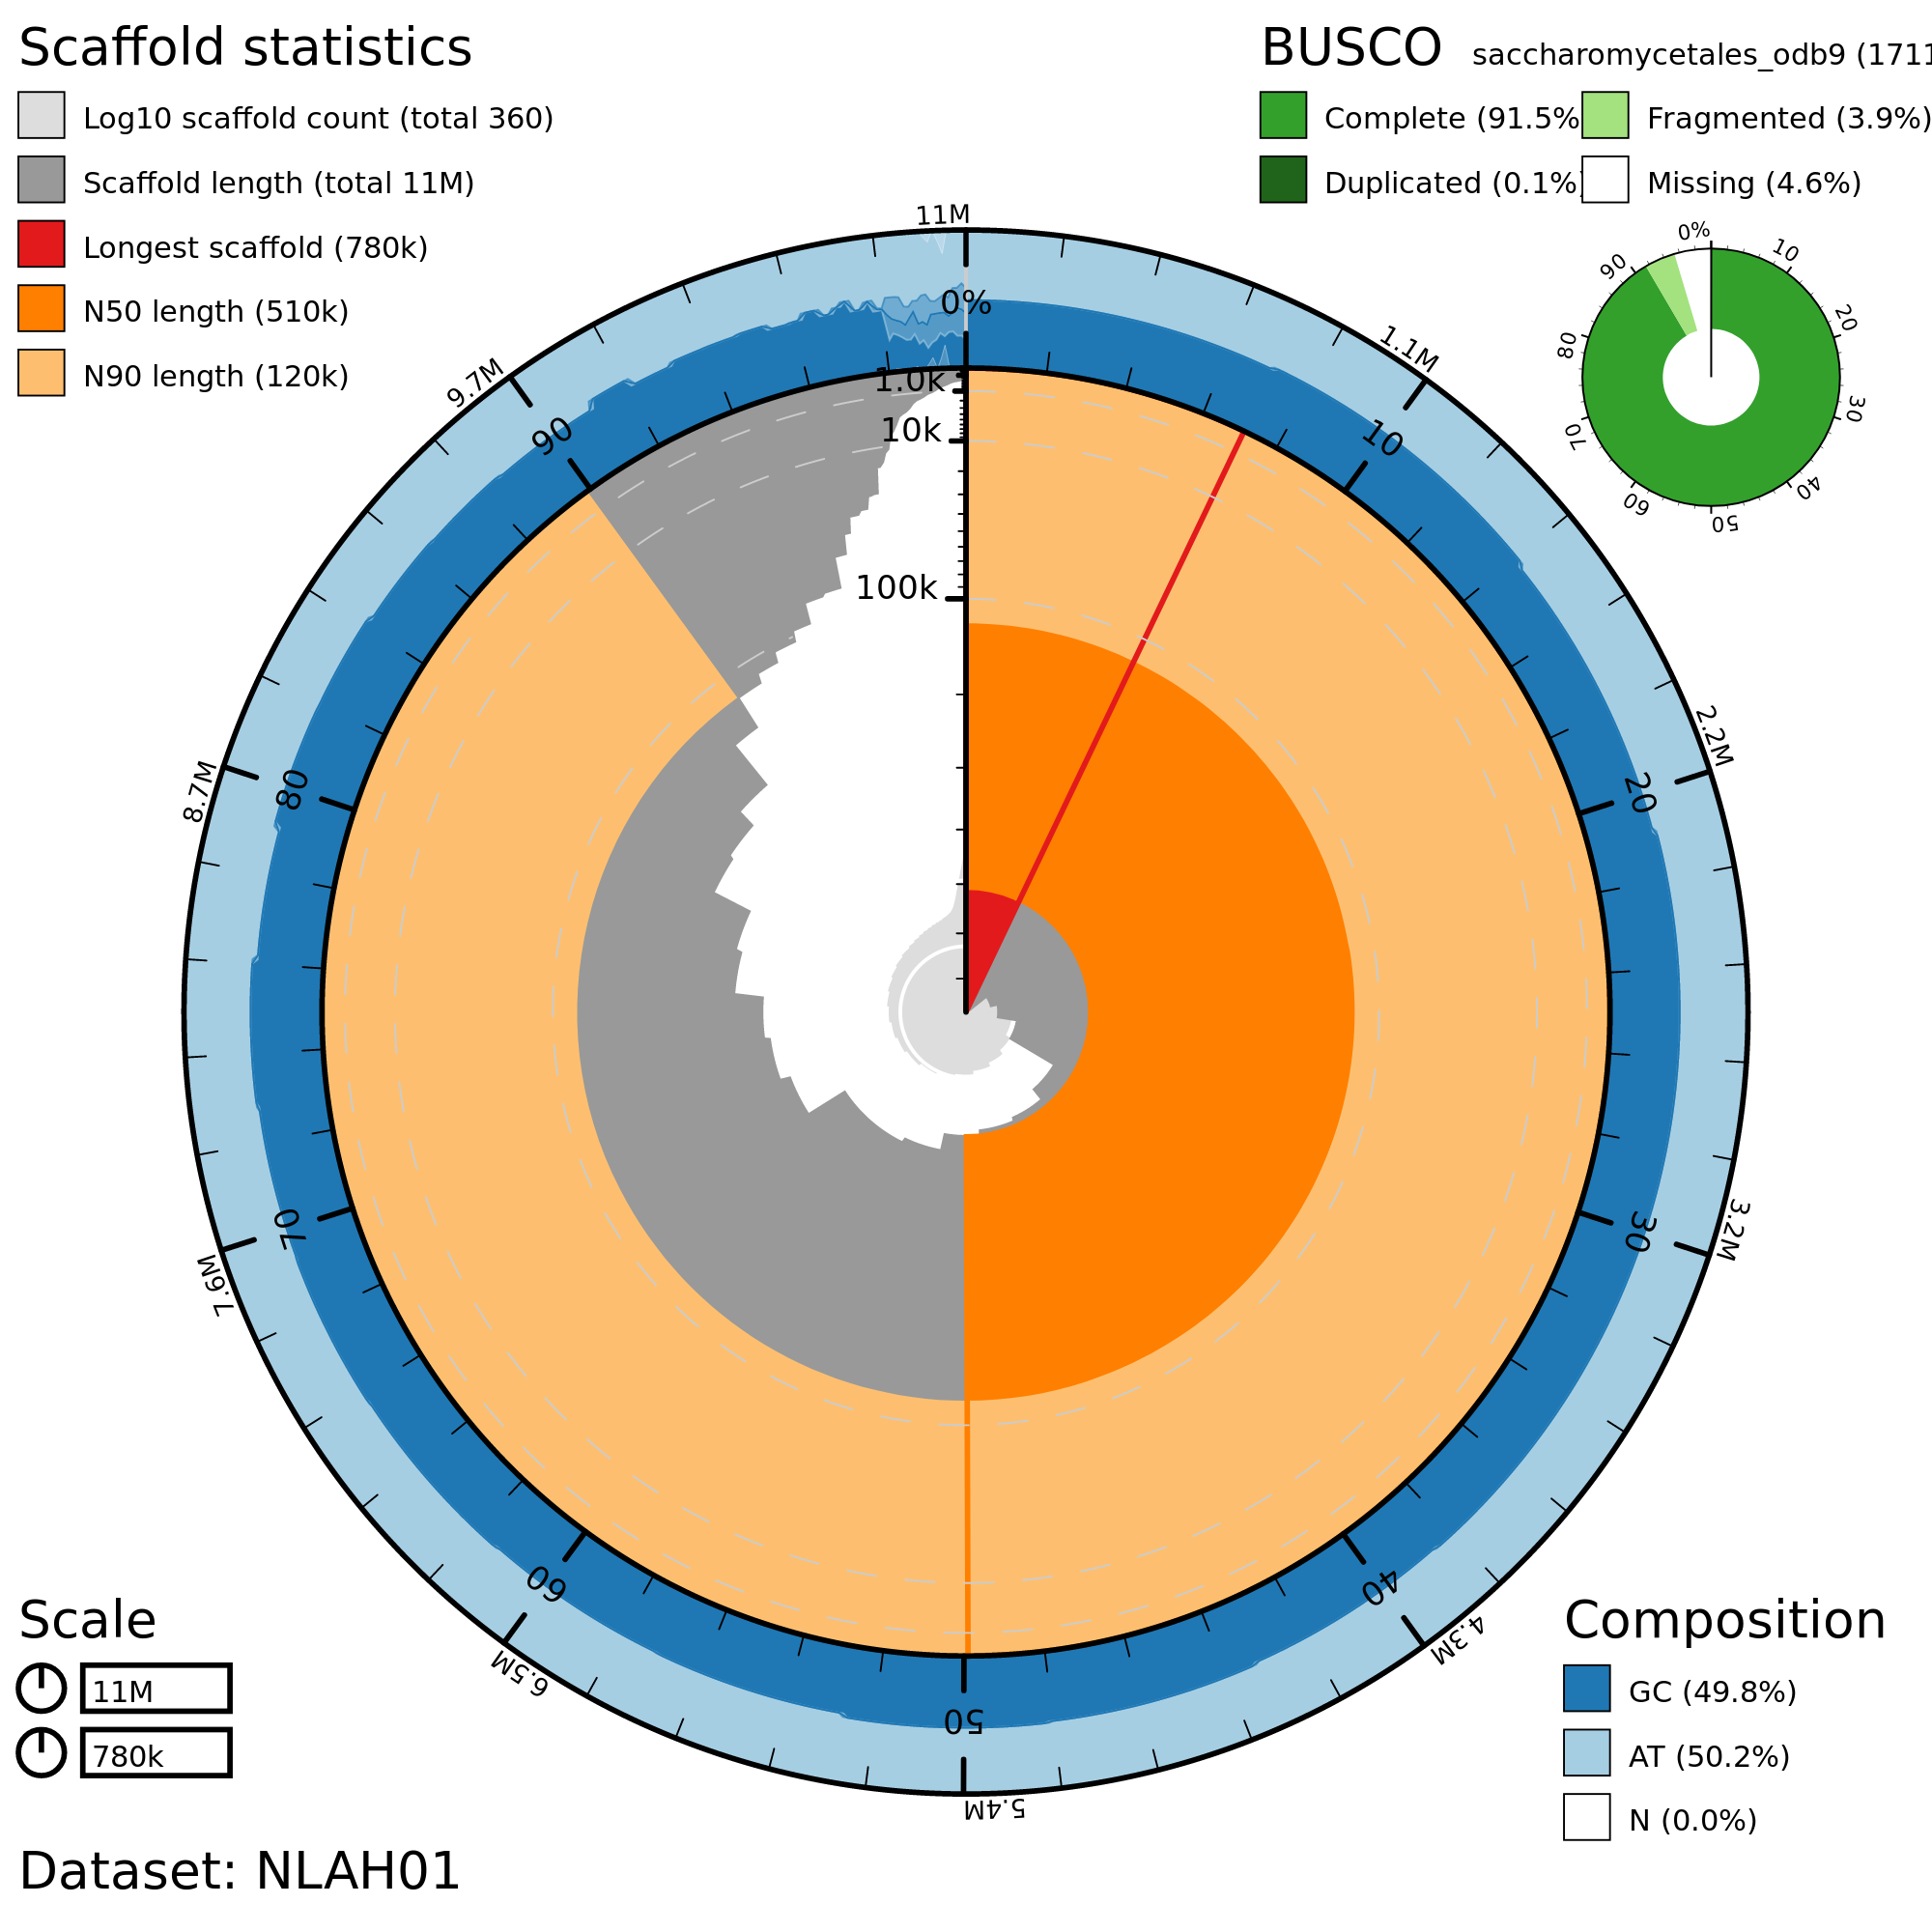 Scaffold statistics
Log10 scaffold count (total 360)
Scaffold length (total 11M)
Longest scaffold (780k)
N50 length (510k)
N90 length (120k)
BUSCO saccharomycetales_odb9 (1711
Complete (91.5%
Fragmented (3.9%)
Duplicated (0.1%)
Missing (4.6%)
0%
10
20
30
40
50
60
70
80
90
11M
1.1M
2.2M
3.2M
4.3M
5.4M
6.5M
7.6M
8.7M
9.7M
0%
10
20
30
40
50
60
70
80
90
1.0k
10k
100k
Scale
11M
780k
Composition
GC (49.8%)
AT (50.2%)
N (0.0%)
Dataset: NLAH01